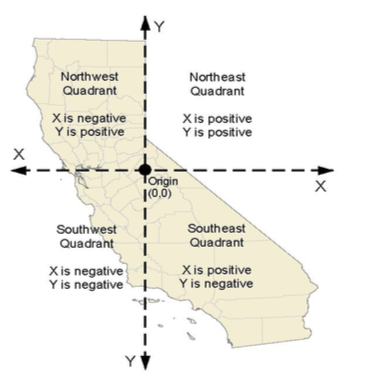 Y
Northwest
Quadrant
X is negative
Y is positive
Northeast
Quadrant
X is positive
Y is positive
X
X
Origin
(0,0)
Southwest
Quadrant
X is negative
Y is negative
Southeast
Quadrant
X is positive
Y is negative
Y